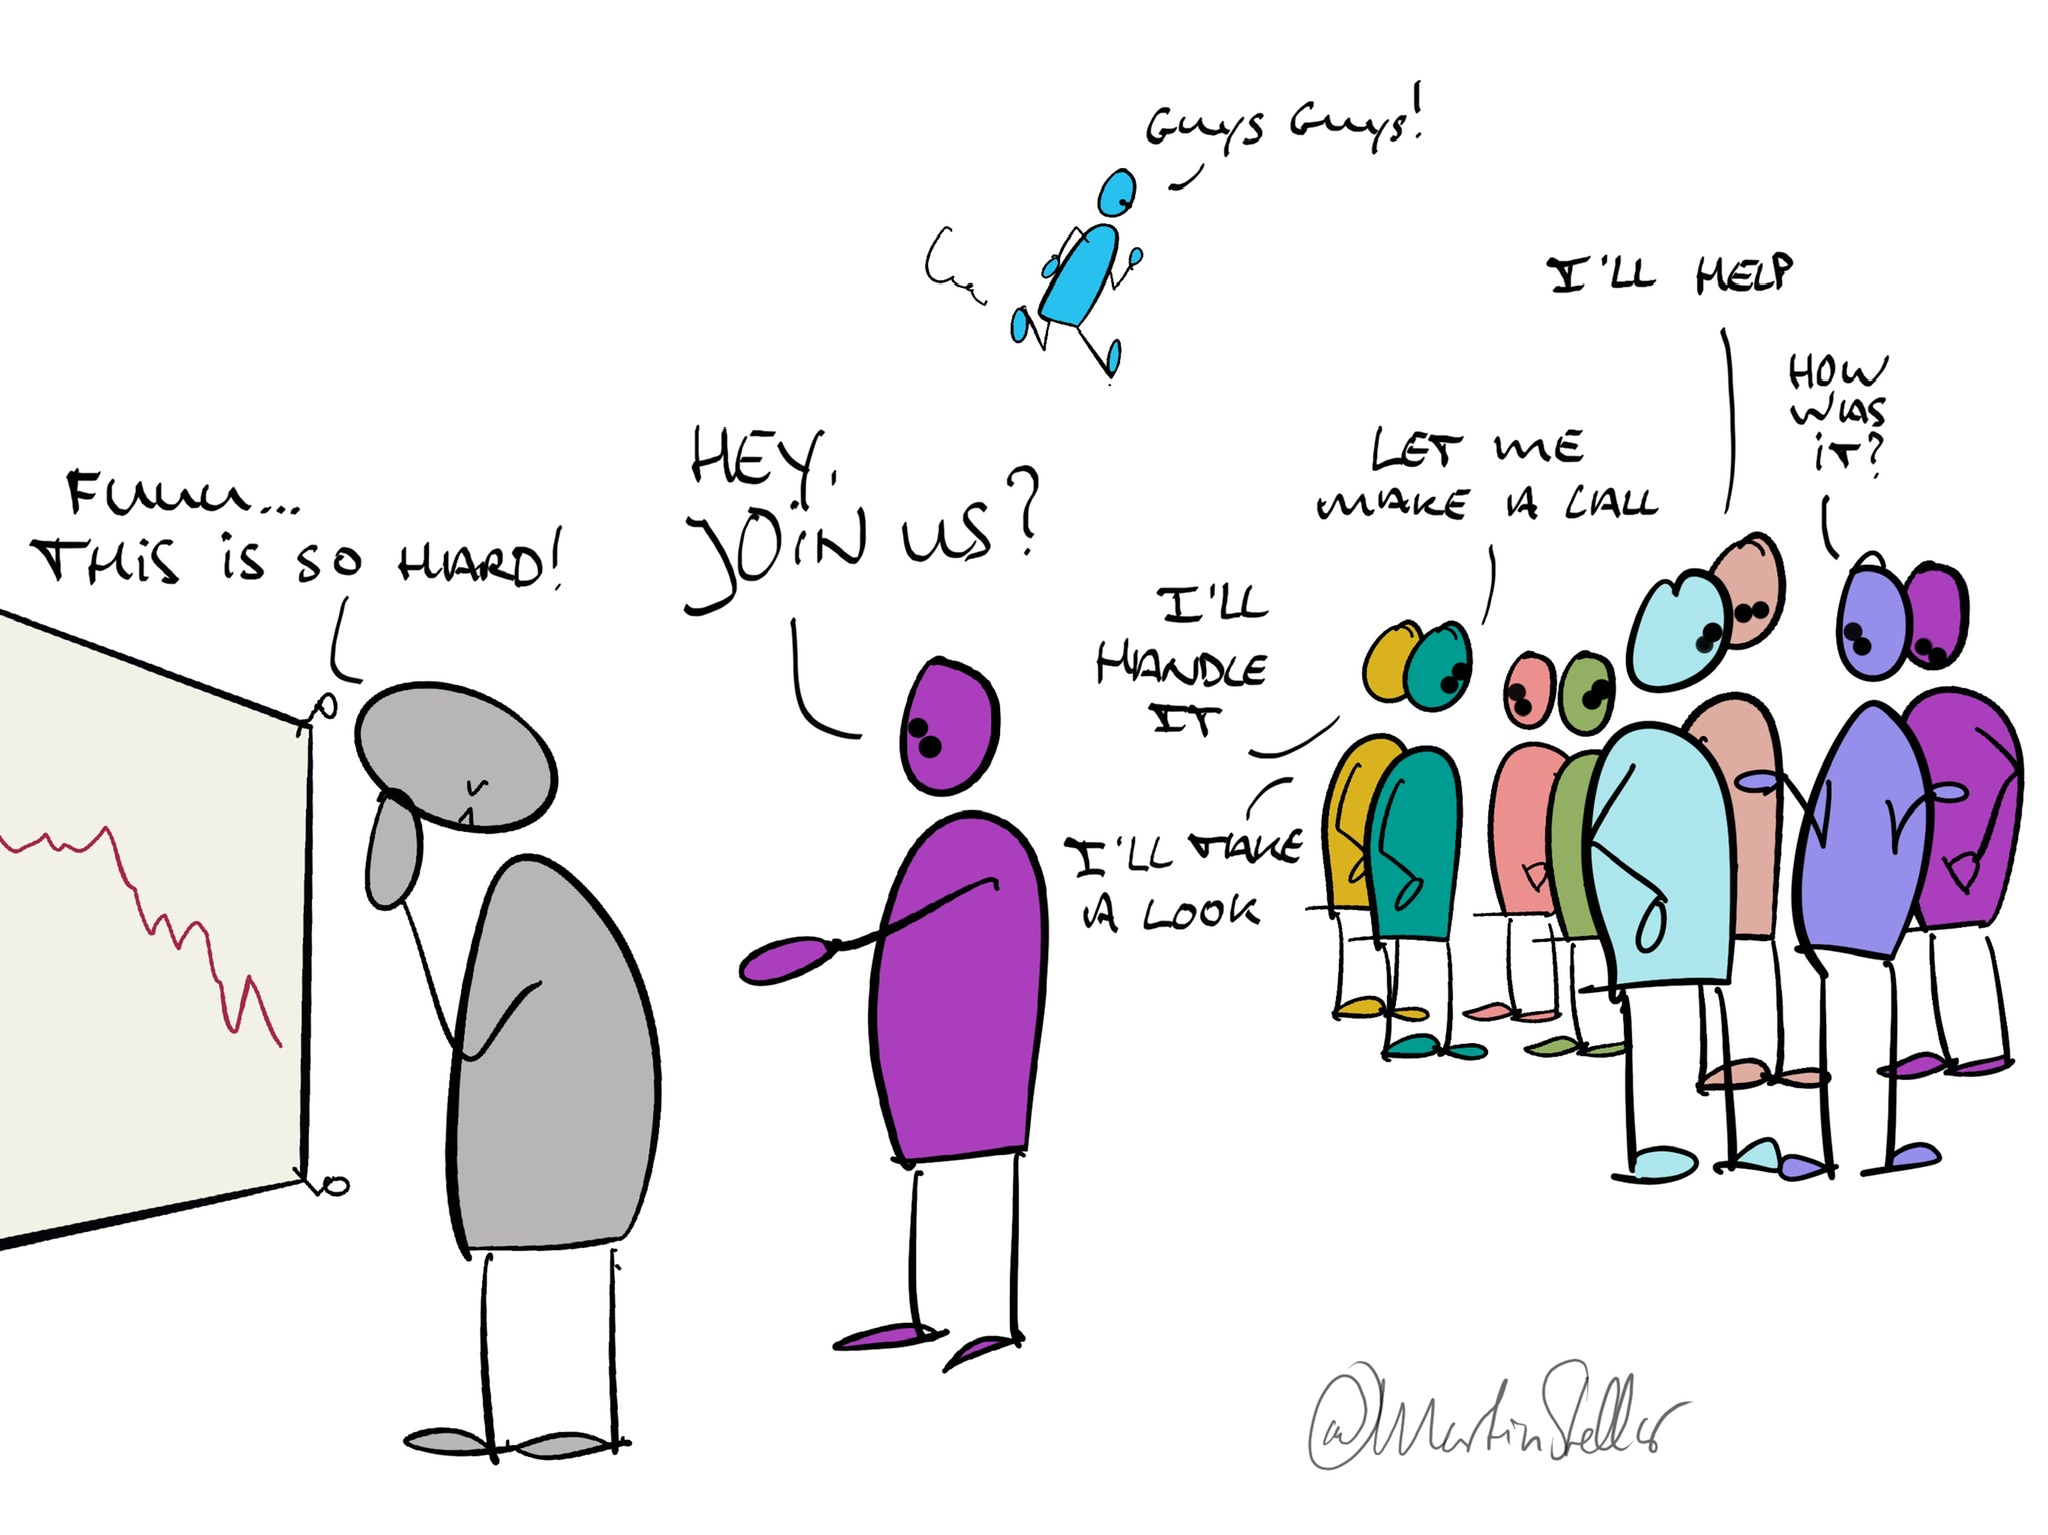 GUYS GUYS!
I'LL HELP
HOW
WAS
iT?
LET ME
MAKE A CALL
HEY,
JOiN US?
FUUUU...
THiS iS SO HARD!
I'LL
HANDLE
IT
I'LL TAKE
A LOOK
@MartinStellar